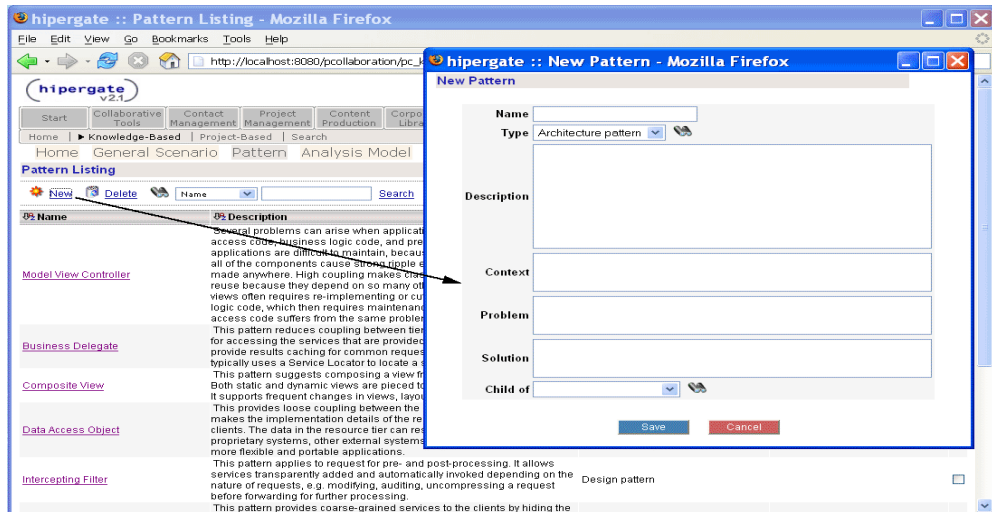 hipergate :: Pattern Listing - Mozilla Firefox
File Edit View Go Bookmarks Tools Help
http://localhost:8080/pcollaboration/pc_k
hipergate
v2.1
Start
Collaborative Tools
Contact Management
Project Management
Content Production
Corpo
Libra
Home | Knowledge-Based | Project-Based | Search
Home General Scenario Pattern Analysis Model
Pattern Listing
New Delete Name Search
Name Description
Model View Controller
Several problems can arise when applicati
access code, business logic code, and pre
applications are difficult to maintain, becau
all of the components cause strong ripple e
made anywhere. High coupling makes clas
reuse because they depend on so many ot
views often requires re-implementing or cu
logic code, which then requires maintenan
access code suffers from the same probler
Business Delegate
This pattern reduces coupling between tier
for accessing the services that are provided
provide results caching for common reques
typically uses a Service Locator to locate a s
Composite View
This pattern suggests composing a view fr
Both static and dynamic views are pieced to
It supports frequent changes in views, layou
Data Access Object
This provides loose coupling between the
makes the implementation details of the re
clients. The data in the resource tier can res
proprietary systems, other external systems
more flexible and portable applications.
Intercepting Filter
This pattern applies to request for pre- and post-processing. It allows
services transparently added and automatically invoked depending on the
nature of requests, e.g. modifying, auditing, uncompressing a request
before forwarding for further processing.
Design pattern
This pattern provides coarse-grained services to the clients by hiding the
hipergate :: New Pattern - Mozilla Firefox
New Pattern
Name
Type Architecture pattern
Description
Context
Problem
Solution
Child of
Save Cancel